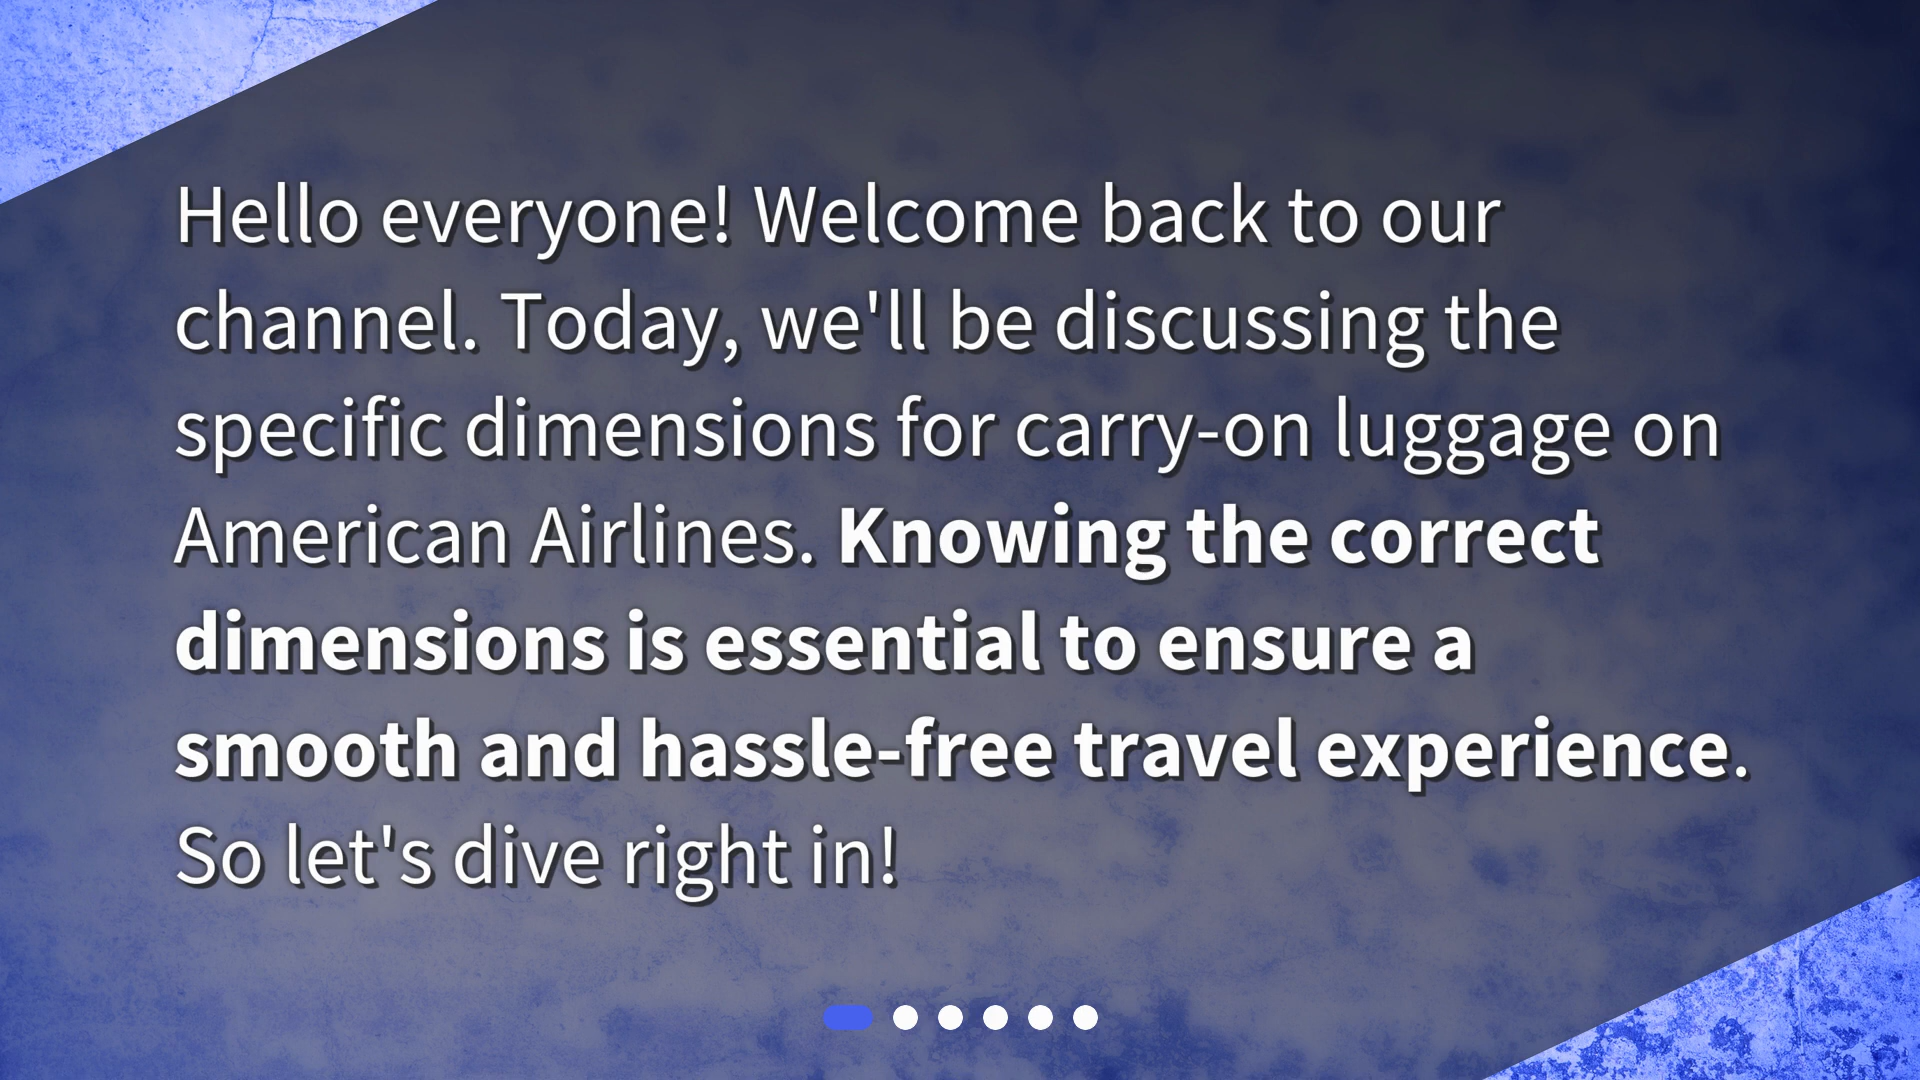 Hello everyone! Welcome back to our
channel. Today, we'll be discussing the
specific dimensions for carry-on luggage on
American Airlines. Knowing the correct
dimensions is essential to ensure a
smooth and hassle-free travel experience.
So let's dive right in!